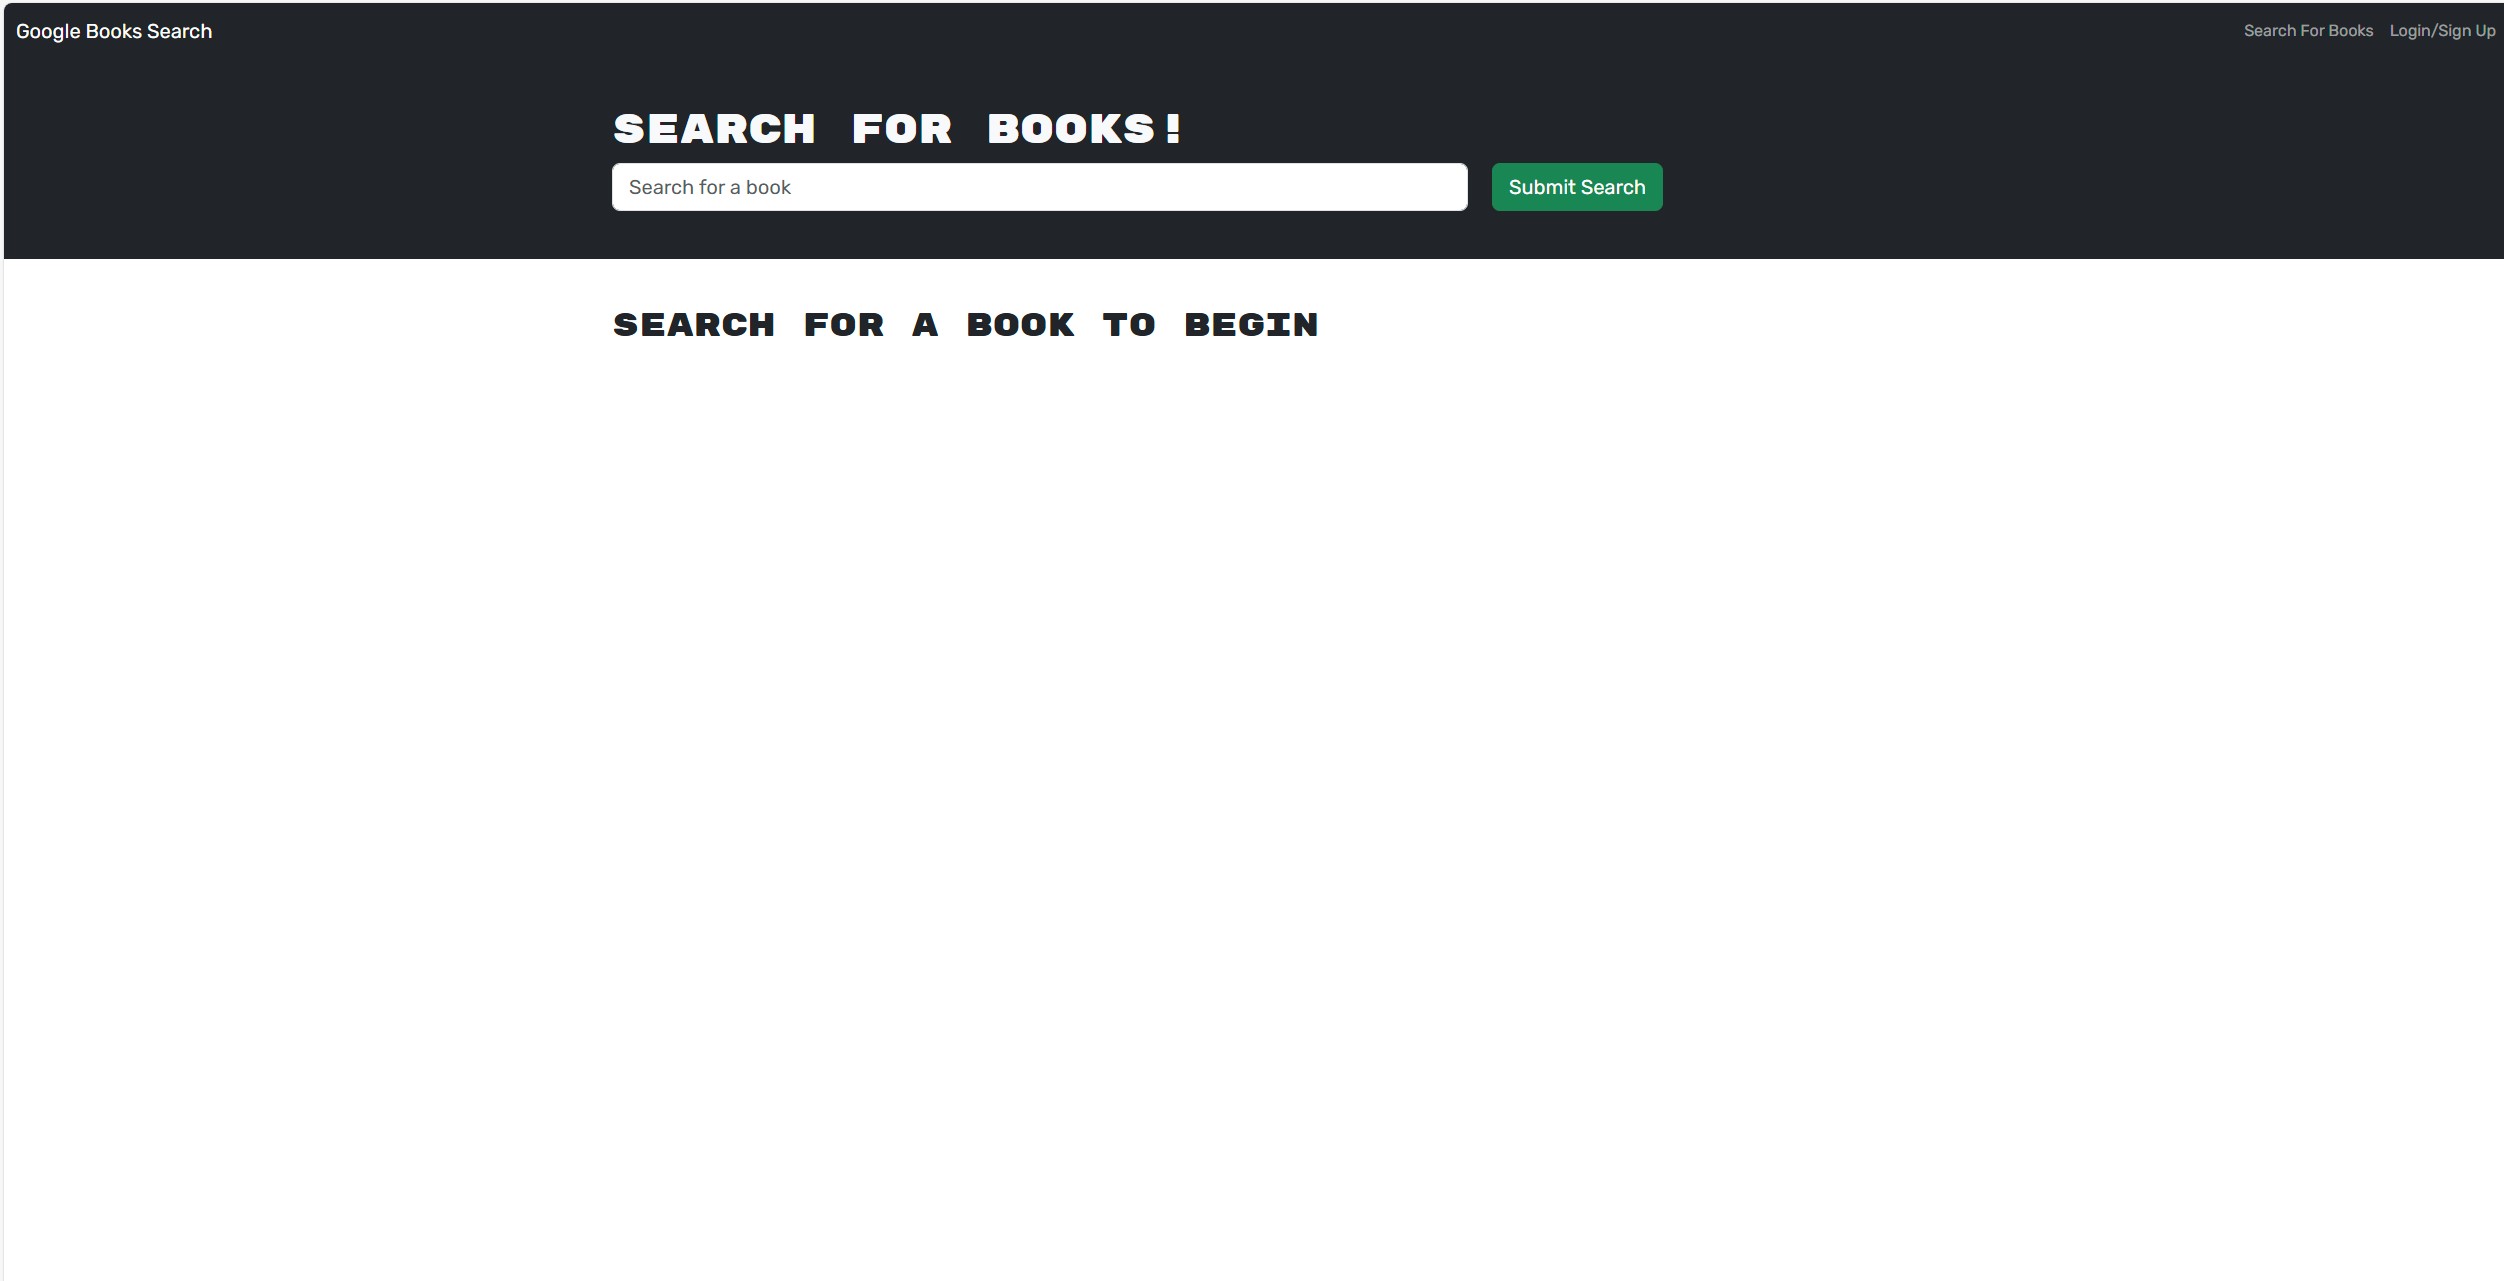 Google Books Search
Search For Books
Login/Sign Up
SEARCH FOR BOOKS!
Search for a book
Submit Search
SEARCH FOR A BOOK TO BEGIN